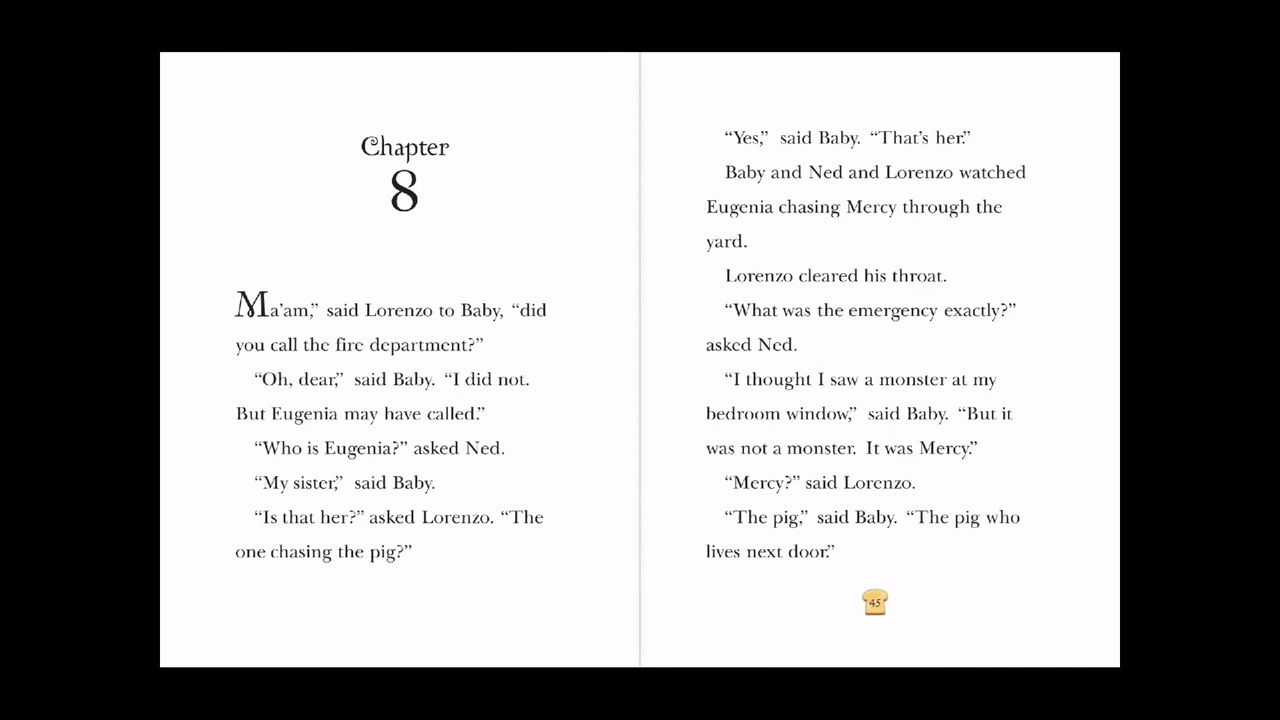 Chapter
8
Ma’am,” said Lorenzo to Baby, “did
you call the fire department?”
“Oh, dear,” said Baby. “I did not.
But Eugenia may have called.”
“Who is Eugenia?” asked Ned.
“My sister,” said Baby.
“Is that her?” asked Lorenzo. “The
one chasing the pig?”
“Yes,” said Baby. “That’s her.”
Baby and Ned and Lorenzo watched
Eugenia chasing Mercy through the
yard.
Lorenzo cleared his throat.
“What was the emergency exactly?”
asked Ned.
“I thought I saw a monster at my
bedroom window,” said Baby. “But it
was not a monster. It was Mercy.”
“Mercy?” said Lorenzo.
“The pig,” said Baby. “The pig who
lives next door.”
45